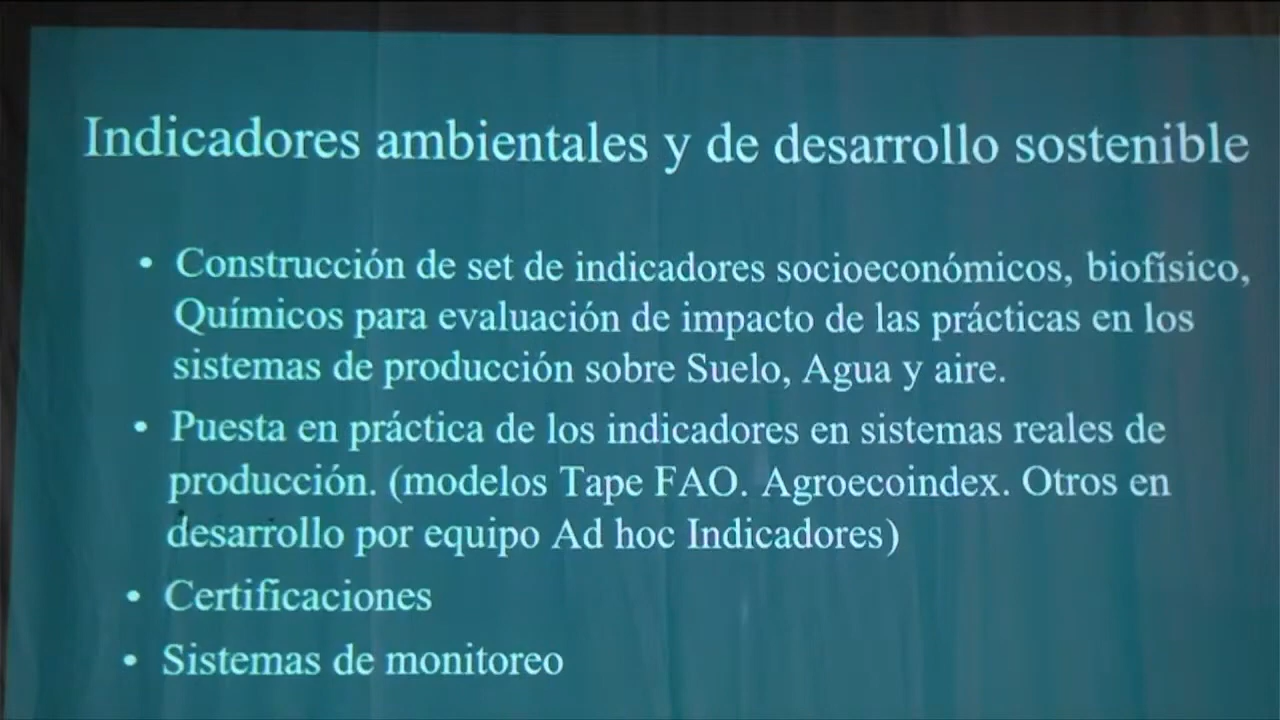 Indicadores ambientales y de desarrollo sostenible
• Construcción de set de indicadores socioeconómicos, biofísico,
Químicos para evaluación de impacto de las prácticas en los
sistemas de producción sobre Suelo, Agua y aire.
• Puesta en práctica de los indicadores en sistemas reales de
producción. (modelos Tape FAO. Agroecoindex. Otros en
desarrollo por equipo Ad hoc Indicadores)
• Certificaciones
• Sistemas de monitoreo